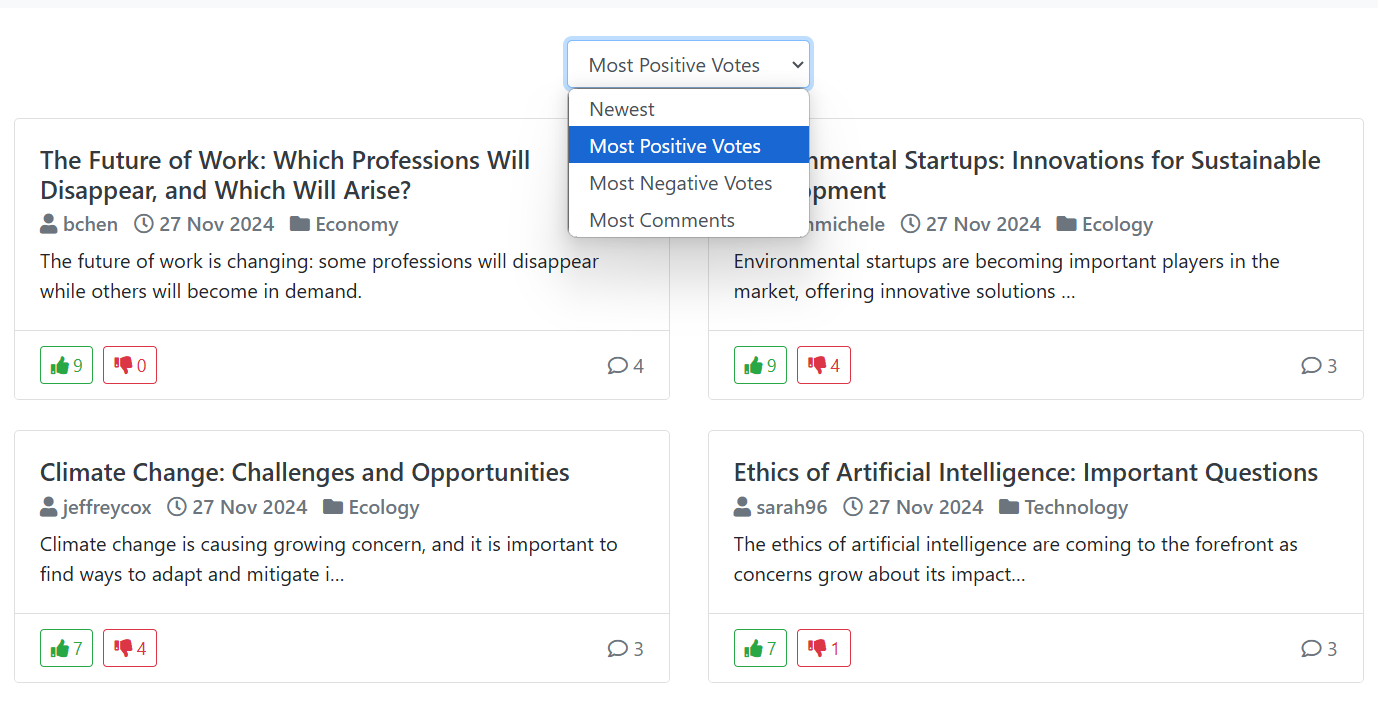 Most Positive Votes
Newest
Most Positive Votes
Most Negative Votes
Most Comments
The Future of Work: Which Professions Will
Disappear, and Which Will Arise?
bchen 27 Nov 2024 Economy
The future of work is changing: some professions will disappear
while others will become in demand.
9 0 4
Startups: Innovations for Sustainable
27 Nov 2024 Ecology
Environmental startups are becoming important players in the
market, offering innovative solutions ...
9 4 3
Climate Change: Challenges and Opportunities
jeffreycox 27 Nov 2024 Ecology
Climate change is causing growing concern, and it is important to
find ways to adapt and mitigate i...
7 4 3
Ethics of Artificial Intelligence: Important Questions
sarah96 27 Nov 2024 Technology
The ethics of artificial intelligence are coming to the forefront as
concerns grow about its impact...
7 1 3